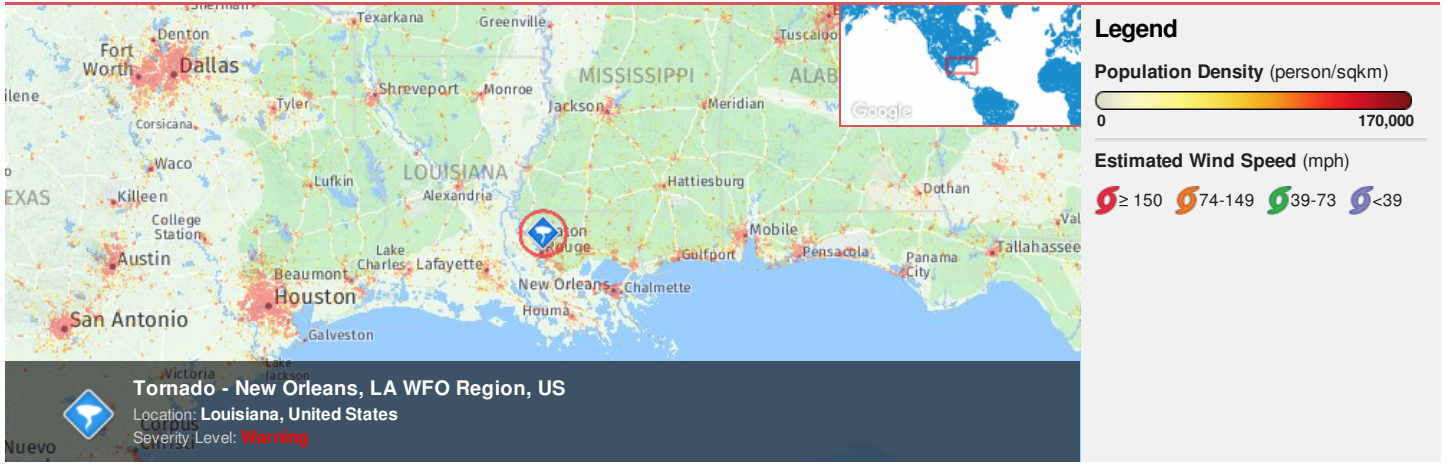 Sherman
Texarkana
Greenville
Denton
Fort
Worth
Dallas
Tuscaloo
MISSISSIPPI
ALAB
Google
ilene
Tyler
Shreveport
Monroe
Jackson
Meridian
Corsicana
Waco
LOUISIANA
Lufkin
Alexandria
Hattiesburg
Dothan
EXAS
Killeen
College
Station
aton
Rouge
Mobile
Val
Austin
Lake
Charles
Lafayette
Gulfport
Pensacola
Tallahassee
Panama
City
Beaumont
Houston
New Orleans
Chalmette
Houma
San Antonio
Galveston
Victoria
Lake
Jackson
Corpus
Christi
Nuevo
Tornado - New Orleans, LA WFO Region, US
Location: Louisiana, United States
Severity Level: Warning
Legend
Population Density (person/sqkm)
0 170,000
Estimated Wind Speed (mph)
≥ 150 74-149 39-73 <39